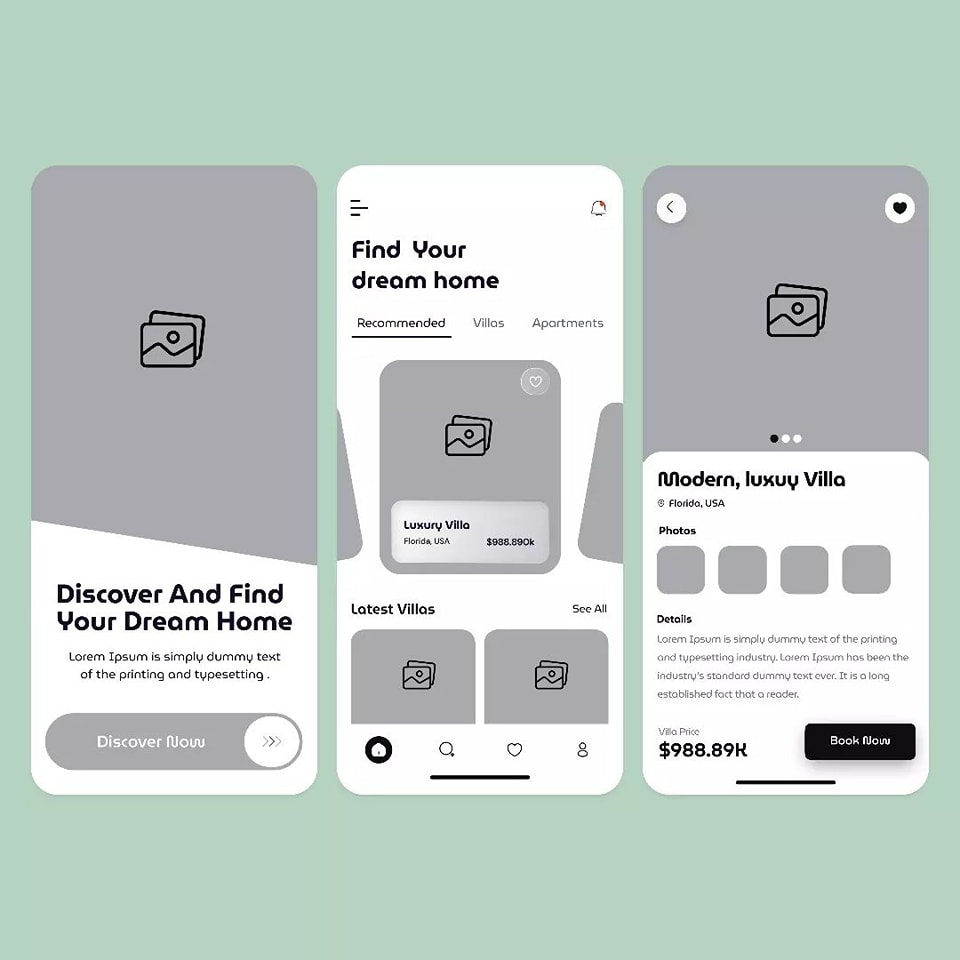 Discover And Find
Your Dream Home
Lorem Ipsum is simply dummy text
of the printing and typesetting .
Discover Now
Find Your
dream home
Recommended Villas Apartments
Luxury Villa
Florida, USA $988.890k
Latest Villas See All
Modern, luxuy Villa
Florida, USA
Photos
Details
Lorem Ipsum is simply dummy text of the printing
and typesetting industry. Lorem Ipsum has been the
industry's standard dummy text ever. It is a long
established fact that a reader.
Villa Price
$988.89K
Book Now